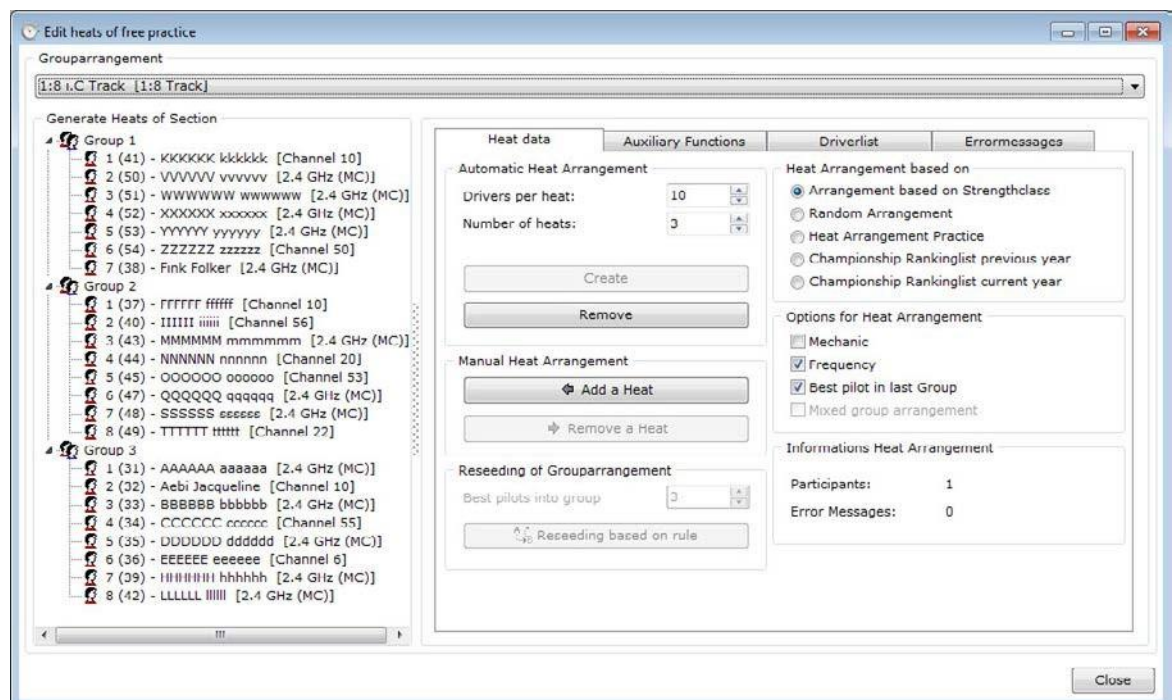 Edit heats of free practice
Grouparrangement
1:8 i.C Track [1:8 Track]
Generate Heats of Section
Group 1
1 (41) - KKKKKK kkkkkk [Channel 10]
2 (50) - VVVVVV vvvvvv [2.4 GHz (MC)]
3 (51) - WWWWWW wwwwww [2.4 GHz (MC)]
4 (52) - XXXXXX xxxxxx [2.4 GHz (MC)]
5 (53) - YYYYYY yyyyyy [2.4 GHz (MC)]
6 (54) - ZZZZZZ zzzzzz [Channel 50]
7 (38) - Fink Folker [2.4 GHz (MC)]
Group 2
1 (37) - FFFFFF ffffff [Channel 10]
2 (40) - IIIIII iiiiii [Channel 56]
3 (43) - MMMMMM mmmmmm [2.4 GHz (MC)]
4 (44) - NNNNNN nnnnnn [Channel 20]
5 (45) - OOOOOO oooooo [Channel 53]
6 (47) - QQQQQQ qqqqqq [2.4 GHz (MC)]
7 (48) - SSSSSS ssssss [2.4 GHz (MC)]
8 (49) - TTTTTT tttttt [Channel 22]
Group 3
1 (31) - AAAAAA aaaaaa [2.4 GHz (MC)]
2 (32) - Aebi Jacqueline [Channel 10]
3 (33) - BBBBBB bbbbbb [2.4 GHz (MC)]
4 (34) - CCCCCC cccccc [Channel 55]
5 (35) - DDDDDD dddddd [2.4 GHz (MC)]
6 (36) - EEEEEE eeeeee [Channel 6]
7 (39) - HHHHHH hhhhhh [2.4 GHz (MC)]
8 (42) - LLLLLL llllll [2.4 GHz (MC)]
Heat data
Auxiliary Functions
Driverlist
Errormessages
Automatic Heat Arrangement
Drivers per heat: 10
Number of heats: 3
Create
Remove
Manual Heat Arrangement
Add a Heat
Remove a Heat
Reseeding of Grouparrangement
Best pilots into group 3
Reseeding based on rule
Heat Arrangement based on
Arrangement based on Strengthclass
Random Arrangement
Heat Arrangement Practice
Championship Rankinglist previous year
Championship Rankinglist current year
Options for Heat Arrangement
Mechanic
Frequency
Best pilot in last Group
Mixed group arrangement
Informations Heat Arrangement
Participants: 1
Error Messages: 0
Close